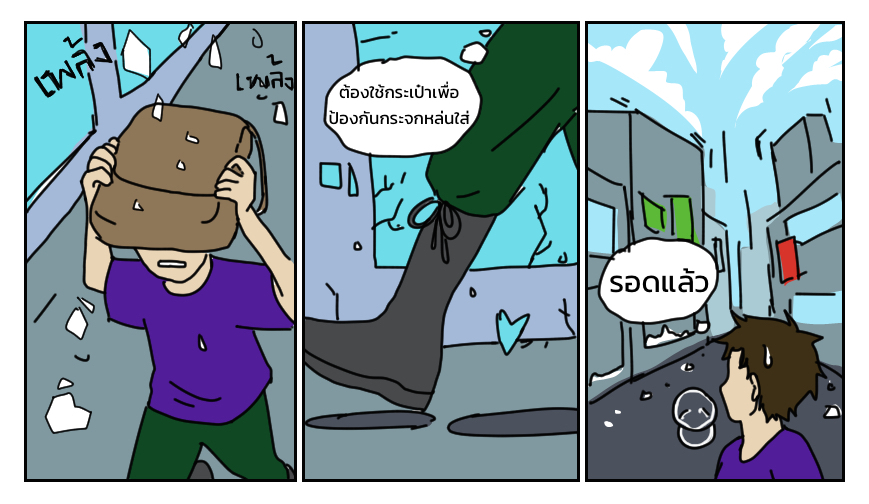 เพล้ง
เพล้ง
ต้องใช้กระเป๋าเพื่อ
ป้องกันกระจกหล่นใส่
รอดแล้ว